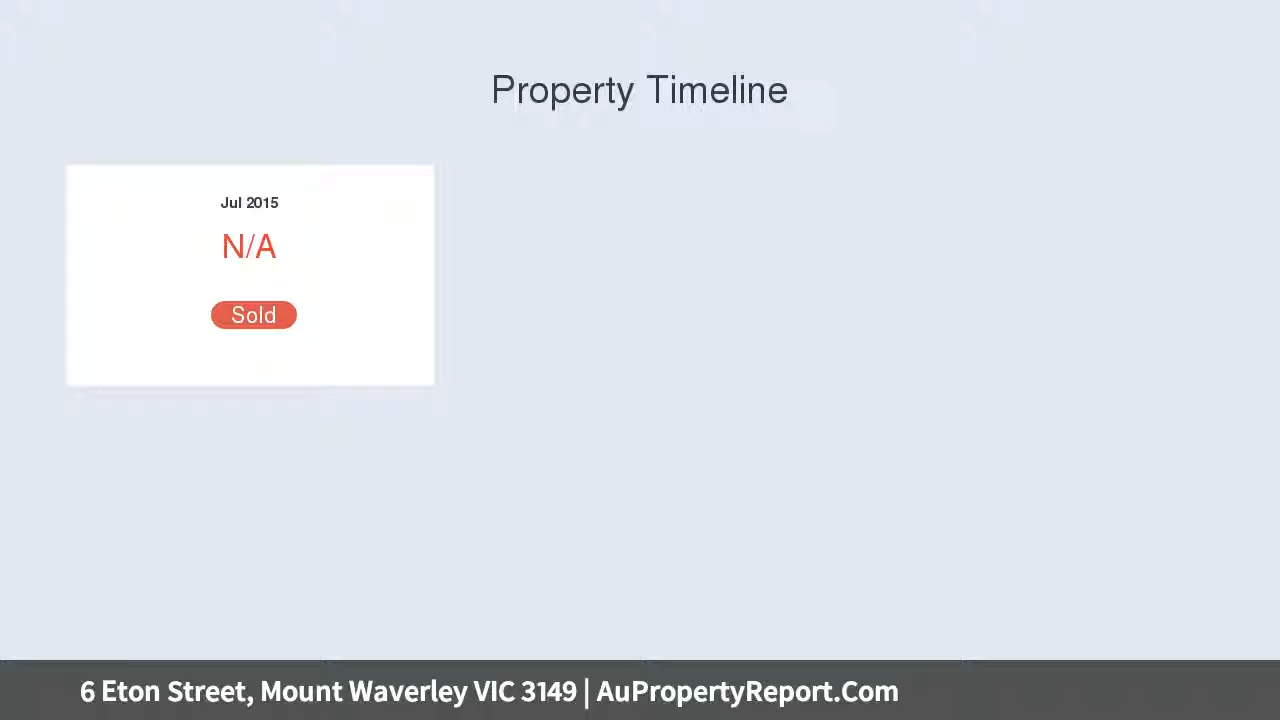 Property Timeline
Jul 2015
N/A
Sold
6 Eton Street, Mount Waverley VIC 3149 | AuPropertyReport.Com